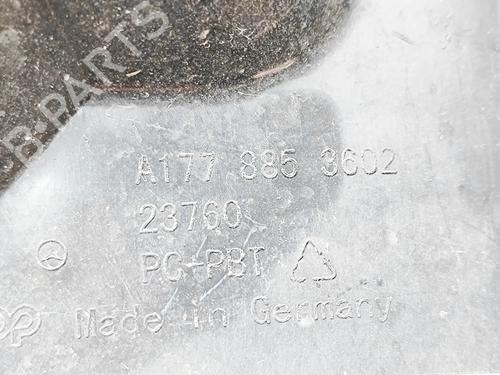 B-PARTS
A177 885 3602
23760
PC-PBT
Made in Germany